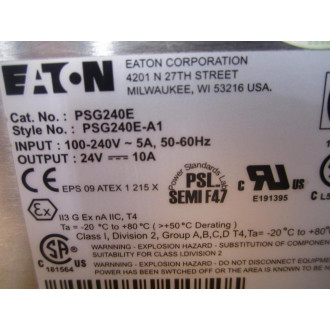 EATON
EATON CORPORATION
4201 N 27TH STREET
MILWAUKEE, WI 53216 USA.
Cat. No. : PSG240E
Style No. : PSG240E-A1
INPUT : 100-240V ~ 5A, 50-60Hz
OUTPUT : 24V ⎓ 10A
CE EPS 09 ATEX 1 215 X
Power Standards Lab
PSL
SEMI F47
c UL US
E191395
Ex II3 G Ex nA IIC, T4
Ta = -20 °C to +80°C ( > +50°C Derating )
Class I, Division 2, Group A,B,C,D T4,Ta = -20 °C to +80°
C 181564
WARNING - EXPLOSION HAZARD - SUBSTITUTION OF COMPONENTS
SUITABILITY FOR CLASS I DIVISION 2
WARNING - EXPLOSION HAZARD - DO NOT DISCONNECT
POWER HAS BEEN SWITCHED OFF OR THE AREA IS KNOWN TO BE